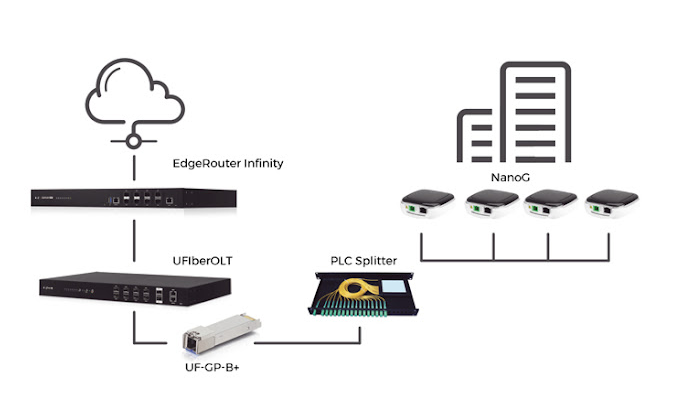 EdgeRouter Infinity
NanoG
UFIberOLT
PLC Splitter
UF-GP-B+